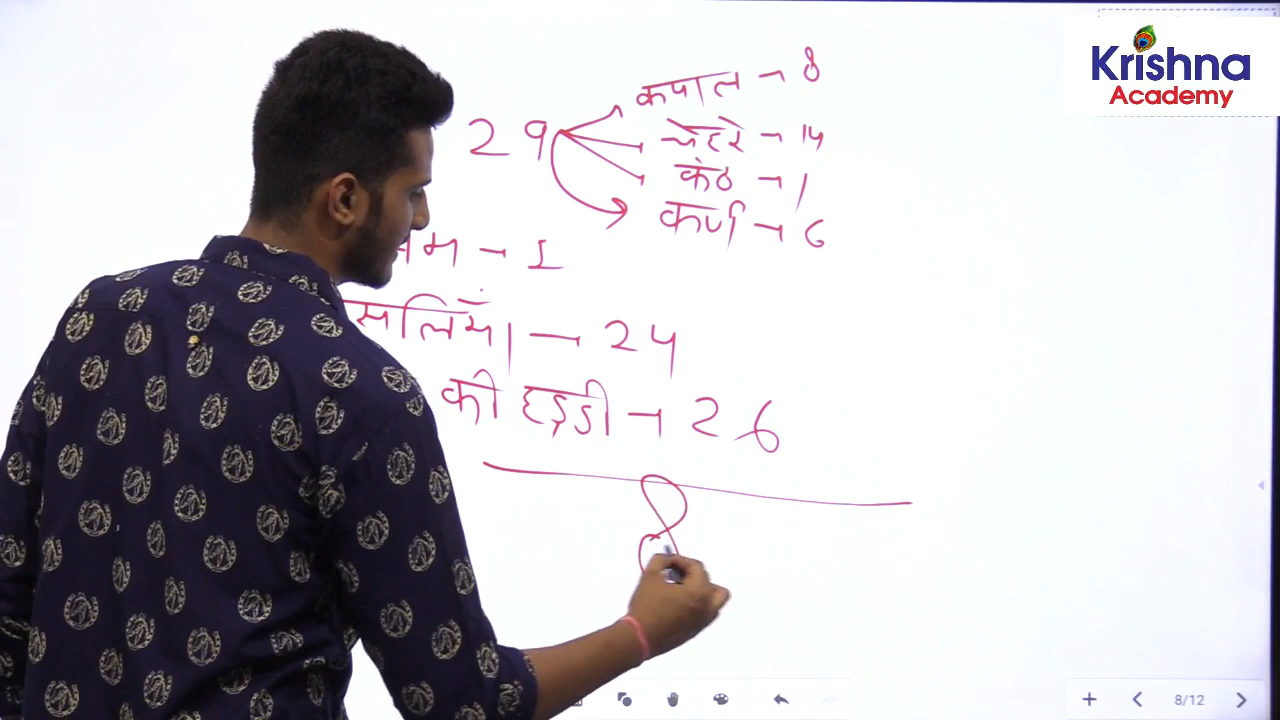 Krishna
Academy
29
कपाल → 8
चेहरे → 14
कंठ → 1
कर्ण → 6
→ 1
सलियां → 24
की हड्डी → 26
8
8/12